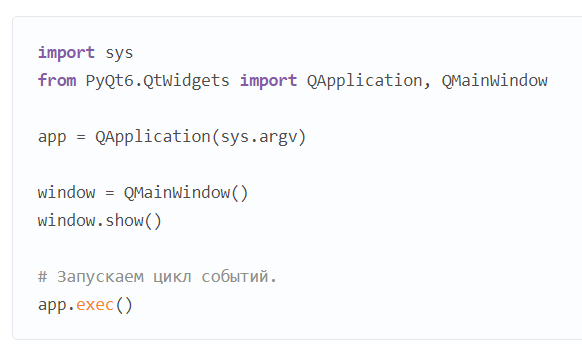 import sys
from PyQt6.QtWidgets import QApplication, QMainWindow
app = QApplication(sys.argv)
window = QMainWindow()
window.show()
# Запускаем цикл событий.
app.exec()